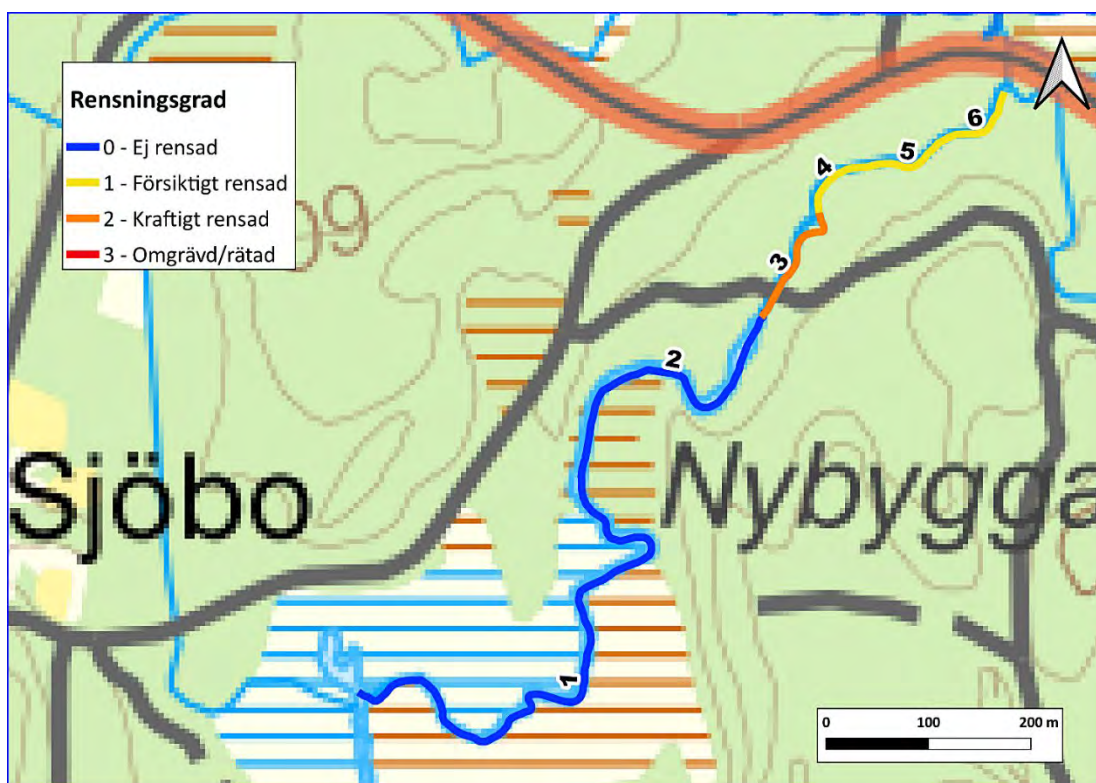 Rensningsgrad
0 - Ej rensad
1 - Försiktigt rensad
2 - Kraftigt rensad
3 - Omgrävd/rätad
99
6
5
4
3
2
Sjöbo
Nybygga
1
0 100 200 m